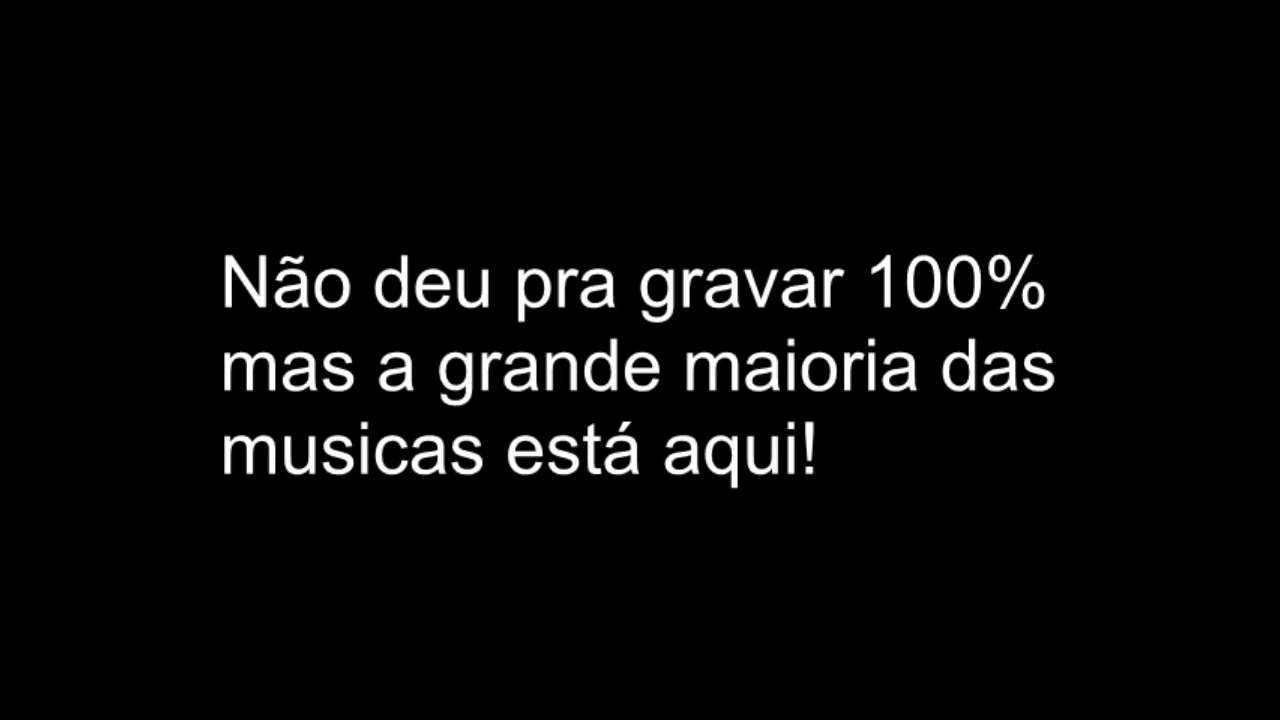 Não deu pra gravar 100%
mas a grande maioria das
musicas está aqui!